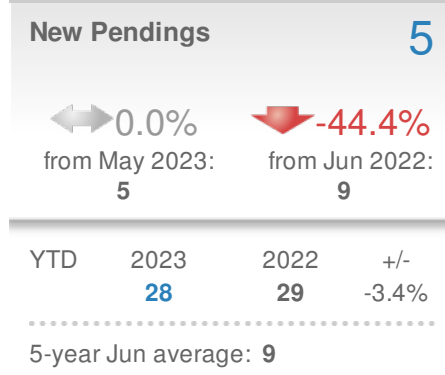 New Pendings 5
0.0% -44.4%
from May 2023: from Jun 2022:
5 9
YTD 2023 2022 +/-
28 29 -3.4%
5-year Jun average: 9